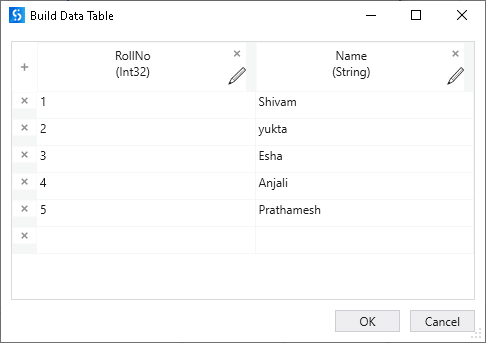 Build Data Table
RollNo Name
(Int32) (String)
1 Shivam
2 yukta
3 Esha
4 Anjali
5 Prathamesh
OK Cancel